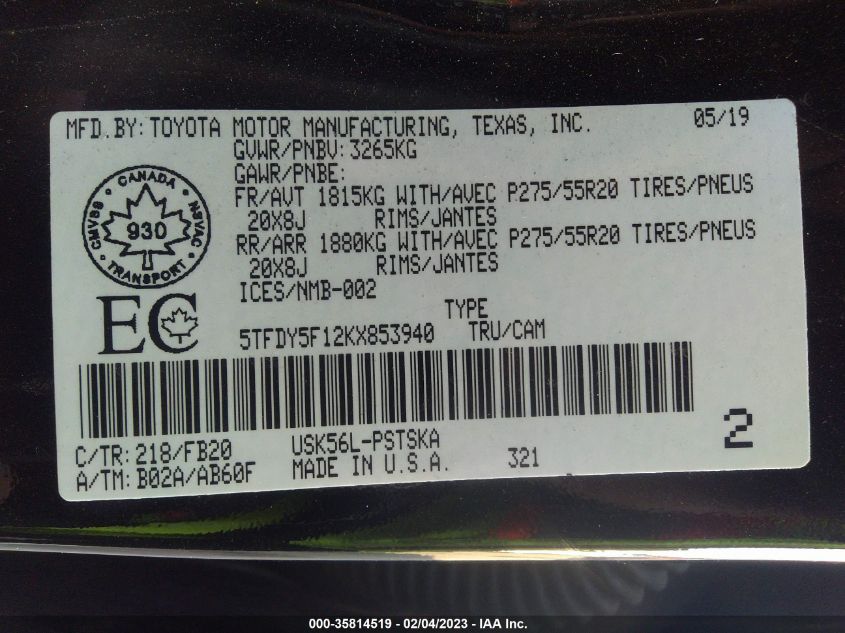 MFD.BY: TOYOTA MOTOR MANUFACTURING, TEXAS, INC. 05/19
GVWR/PNBV: 3265KG
GAWR/PNBE:
FR/AVT 1815KG WITH/AVEC P275/55R20 TIRES/PNEUS
20X8J RIMS/JANTES
RR/ARR 1880KG WITH/AVEC P275/55R20 TIRES/PNEUS
20X8J RIMS/JANTES
ICES/NMB-002
CANADA
CMVSS 930 NSVAC
TRANSPORT
EC
TYPE
5TFDY5F12KX853940 TRU/CAM
C/TR: 218/FB20 USK56L-PSTSKA 2
A/TM: B02A/AB60F MADE IN U.S.A. 321
000-35814519 - 02/04/2023 - IAA Inc.